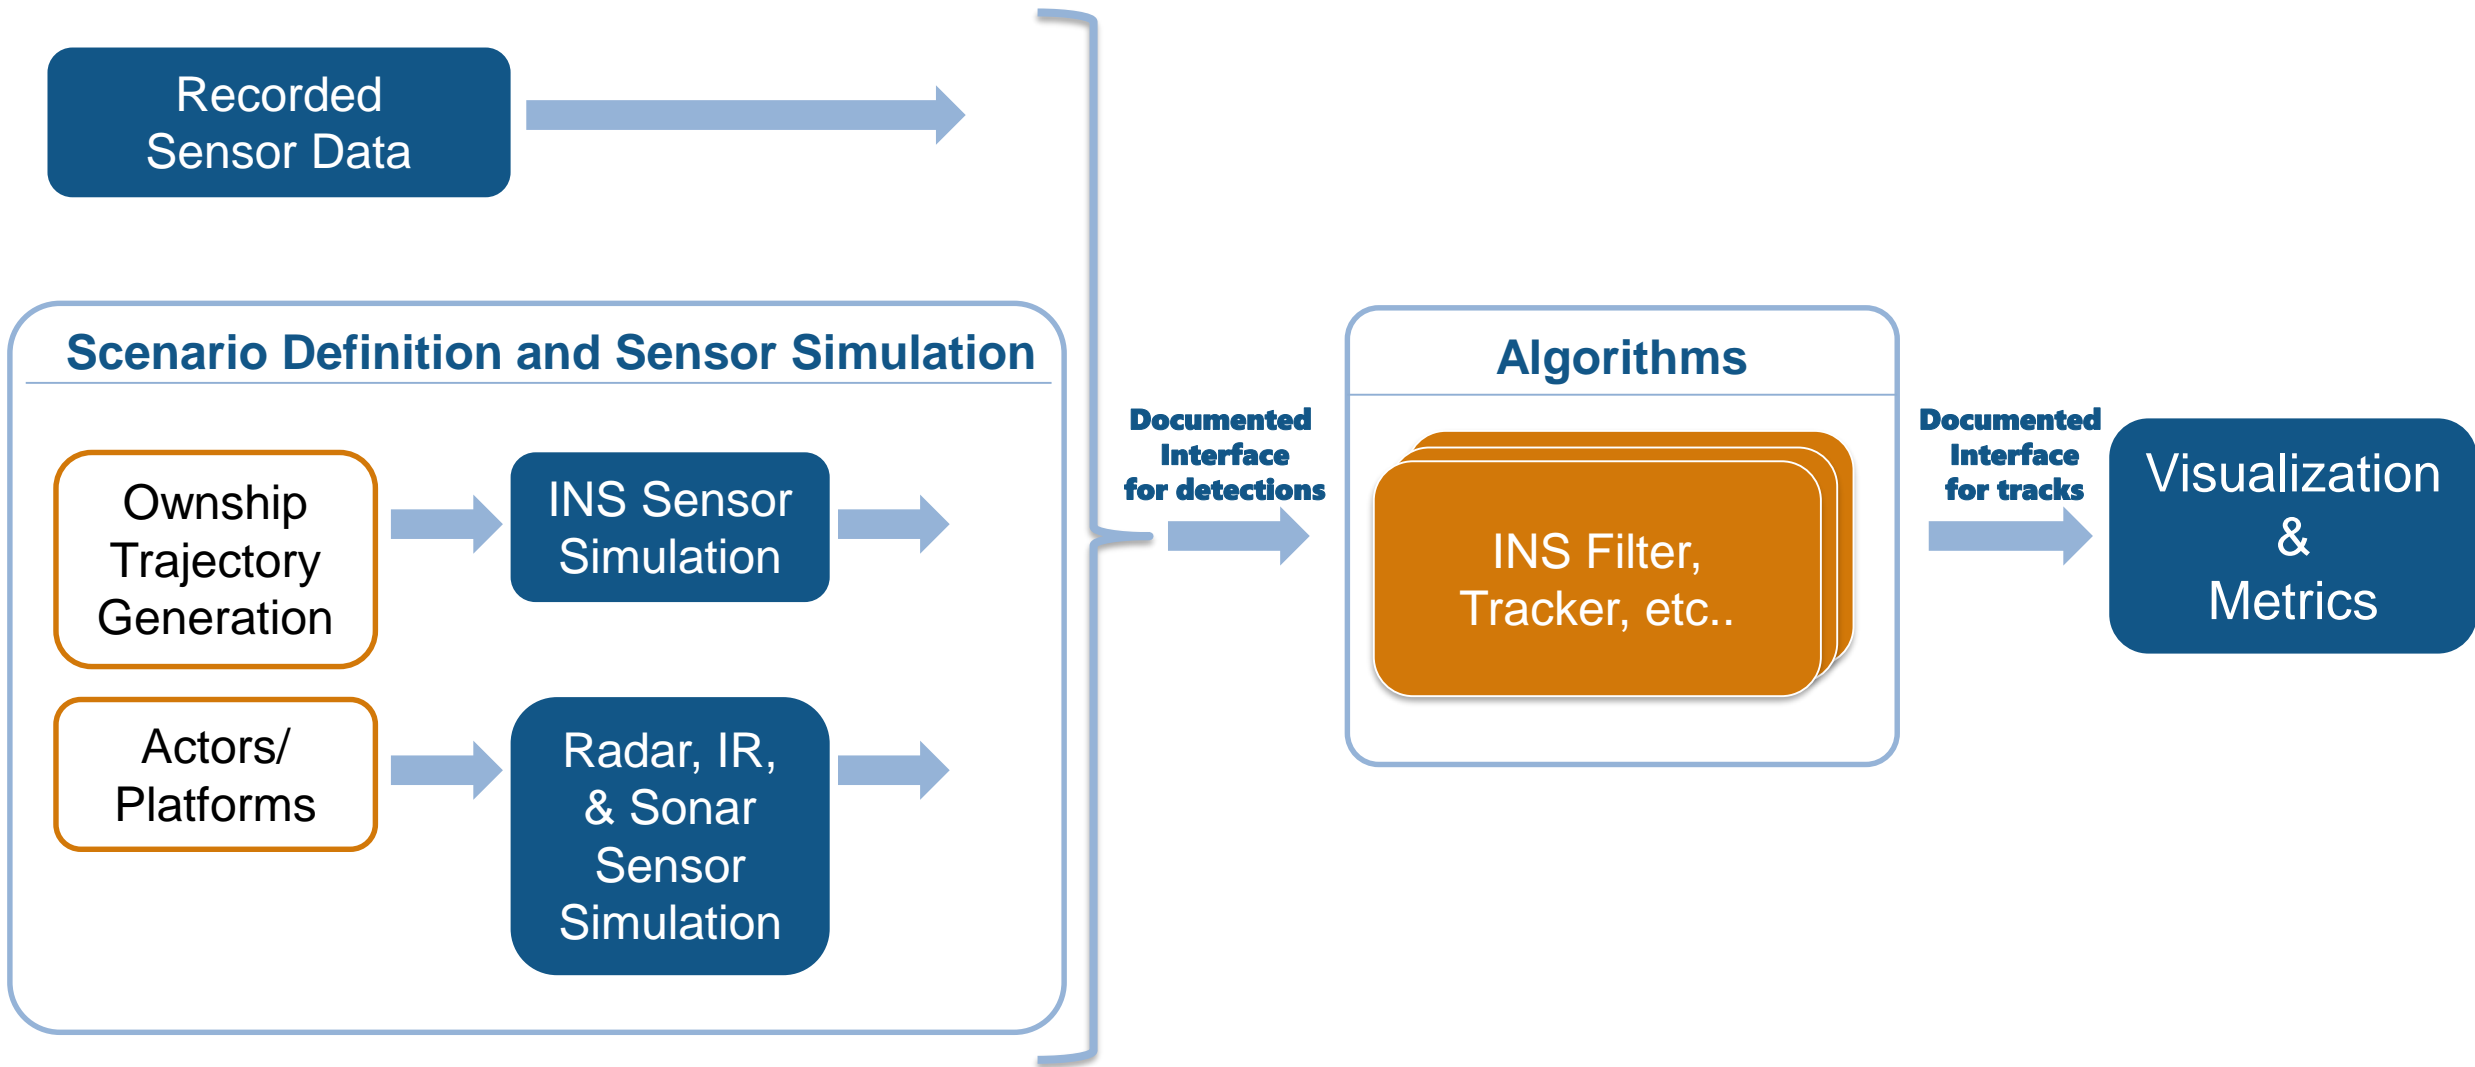 Recorded
Sensor Data
Scenario Definition and Sensor Simulation
Ownship
Trajectory
Generation
INS Sensor
Simulation
Actors/
Platforms
Radar, IR,
& Sonar
Sensor
Simulation
Documented
Interface
for detections
Algorithms
INS Filter,
Tracker, etc..
Documented
Interface
for tracks
Visualization
&
Metrics